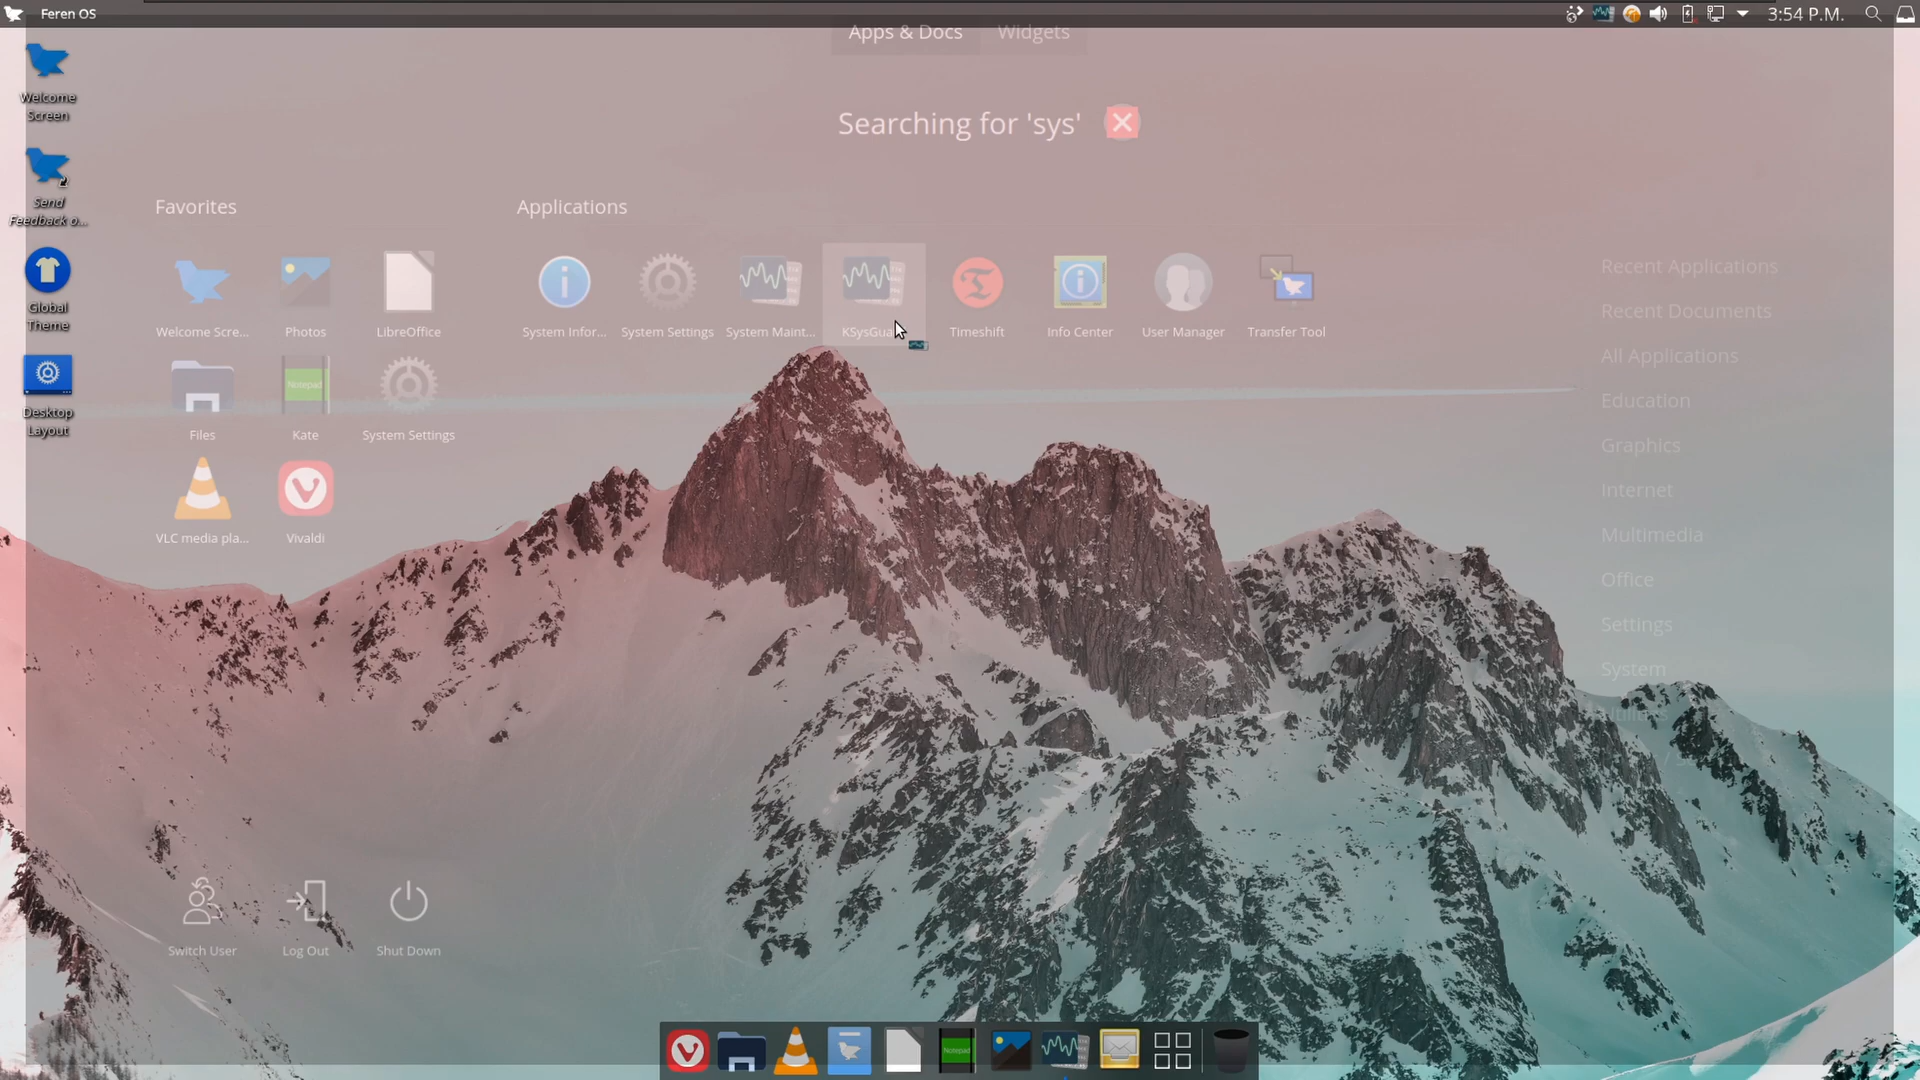 Feren OS
3:54 P.M.
Apps & Docs
Widgets
Welcome
Screen
Searching for 'sys'
Send
Feedback o...
Favorites
Applications
Global
Theme
Welcome Scre...
Photos
LibreOffice
System Infor...
System Settings
System Maint...
KSysGua
Timeshift
Info Center
User Manager
Transfer Tool
Recent Applications
Recent Documents
All Applications
Education
Graphics
Internet
Multimedia
Office
Settings
System
Utilities
Desktop
Layout
Notepad
Files
Kate
System Settings
VLC media pla...
Vivaldi
Switch User
Log Out
Shut Down
Notepad